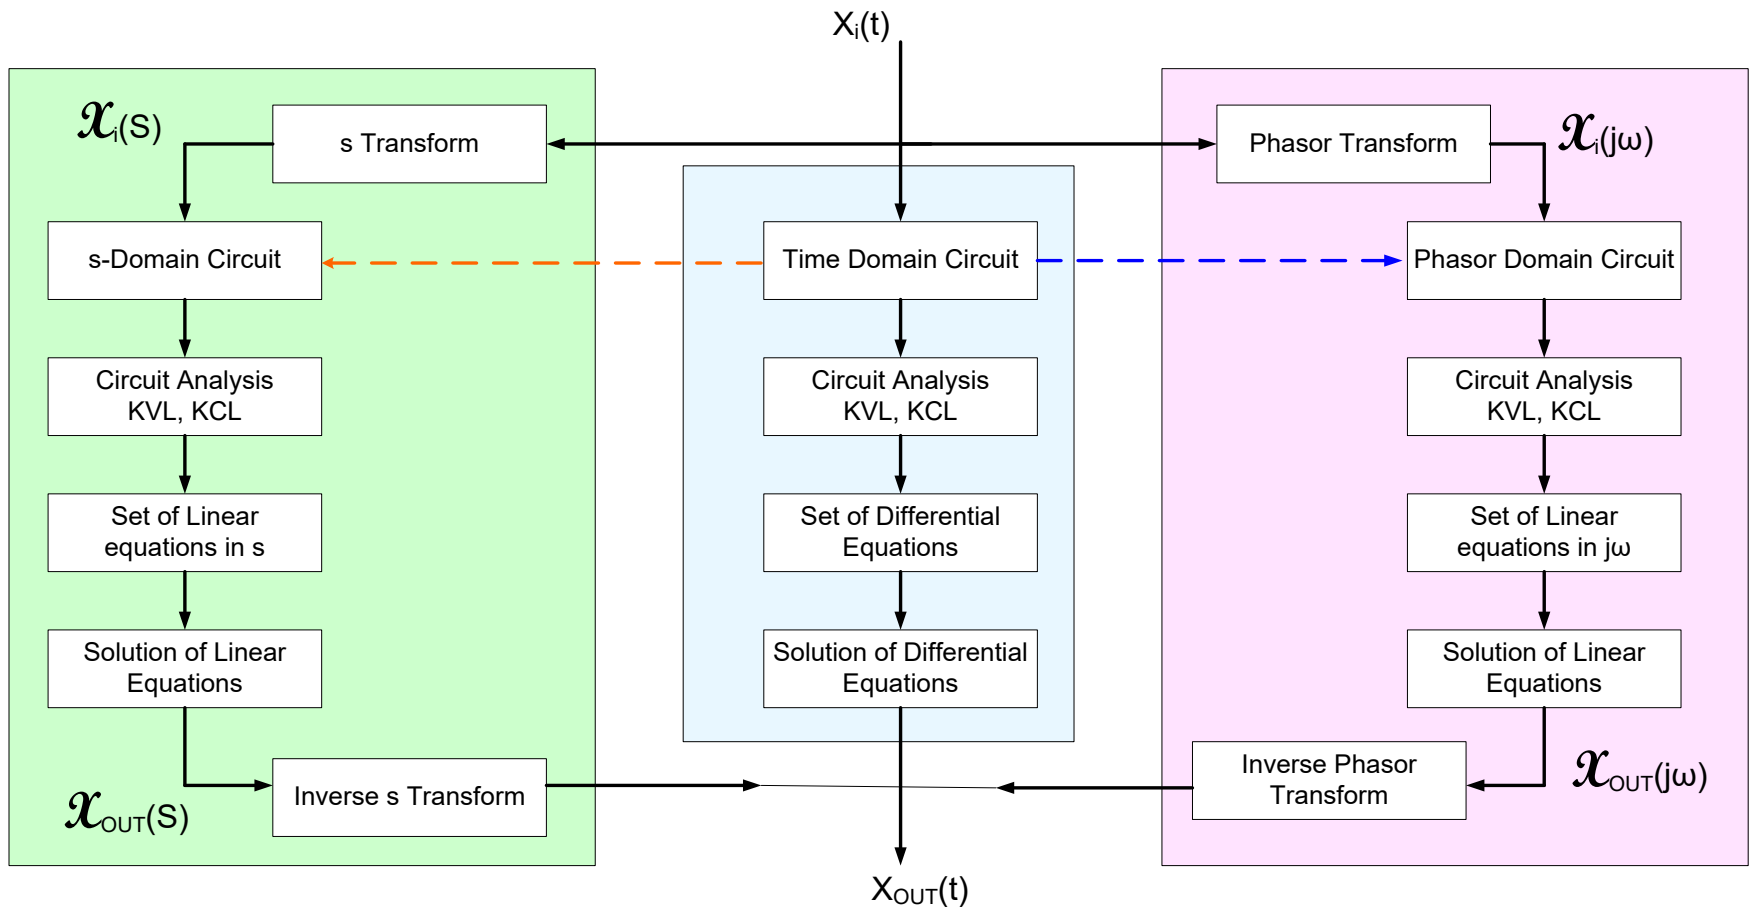 Xi(t)
𝒳i(S)
s Transform
Phasor Transform
𝒳i(jω)
s-Domain Circuit
Time Domain Circuit
Phasor Domain Circuit
Circuit Analysis
KVL, KCL
Circuit Analysis
KVL, KCL
Circuit Analysis
KVL, KCL
Set of Linear
equations in s
Set of Differential
Equations
Set of Linear
equations in jω
Solution of Linear
Equations
Solution of Differential
Equations
Solution of Linear
Equations
𝒳OUT(S)
Inverse s Transform
Inverse Phasor
Transform
𝒳OUT(jω)
XOUT(t)